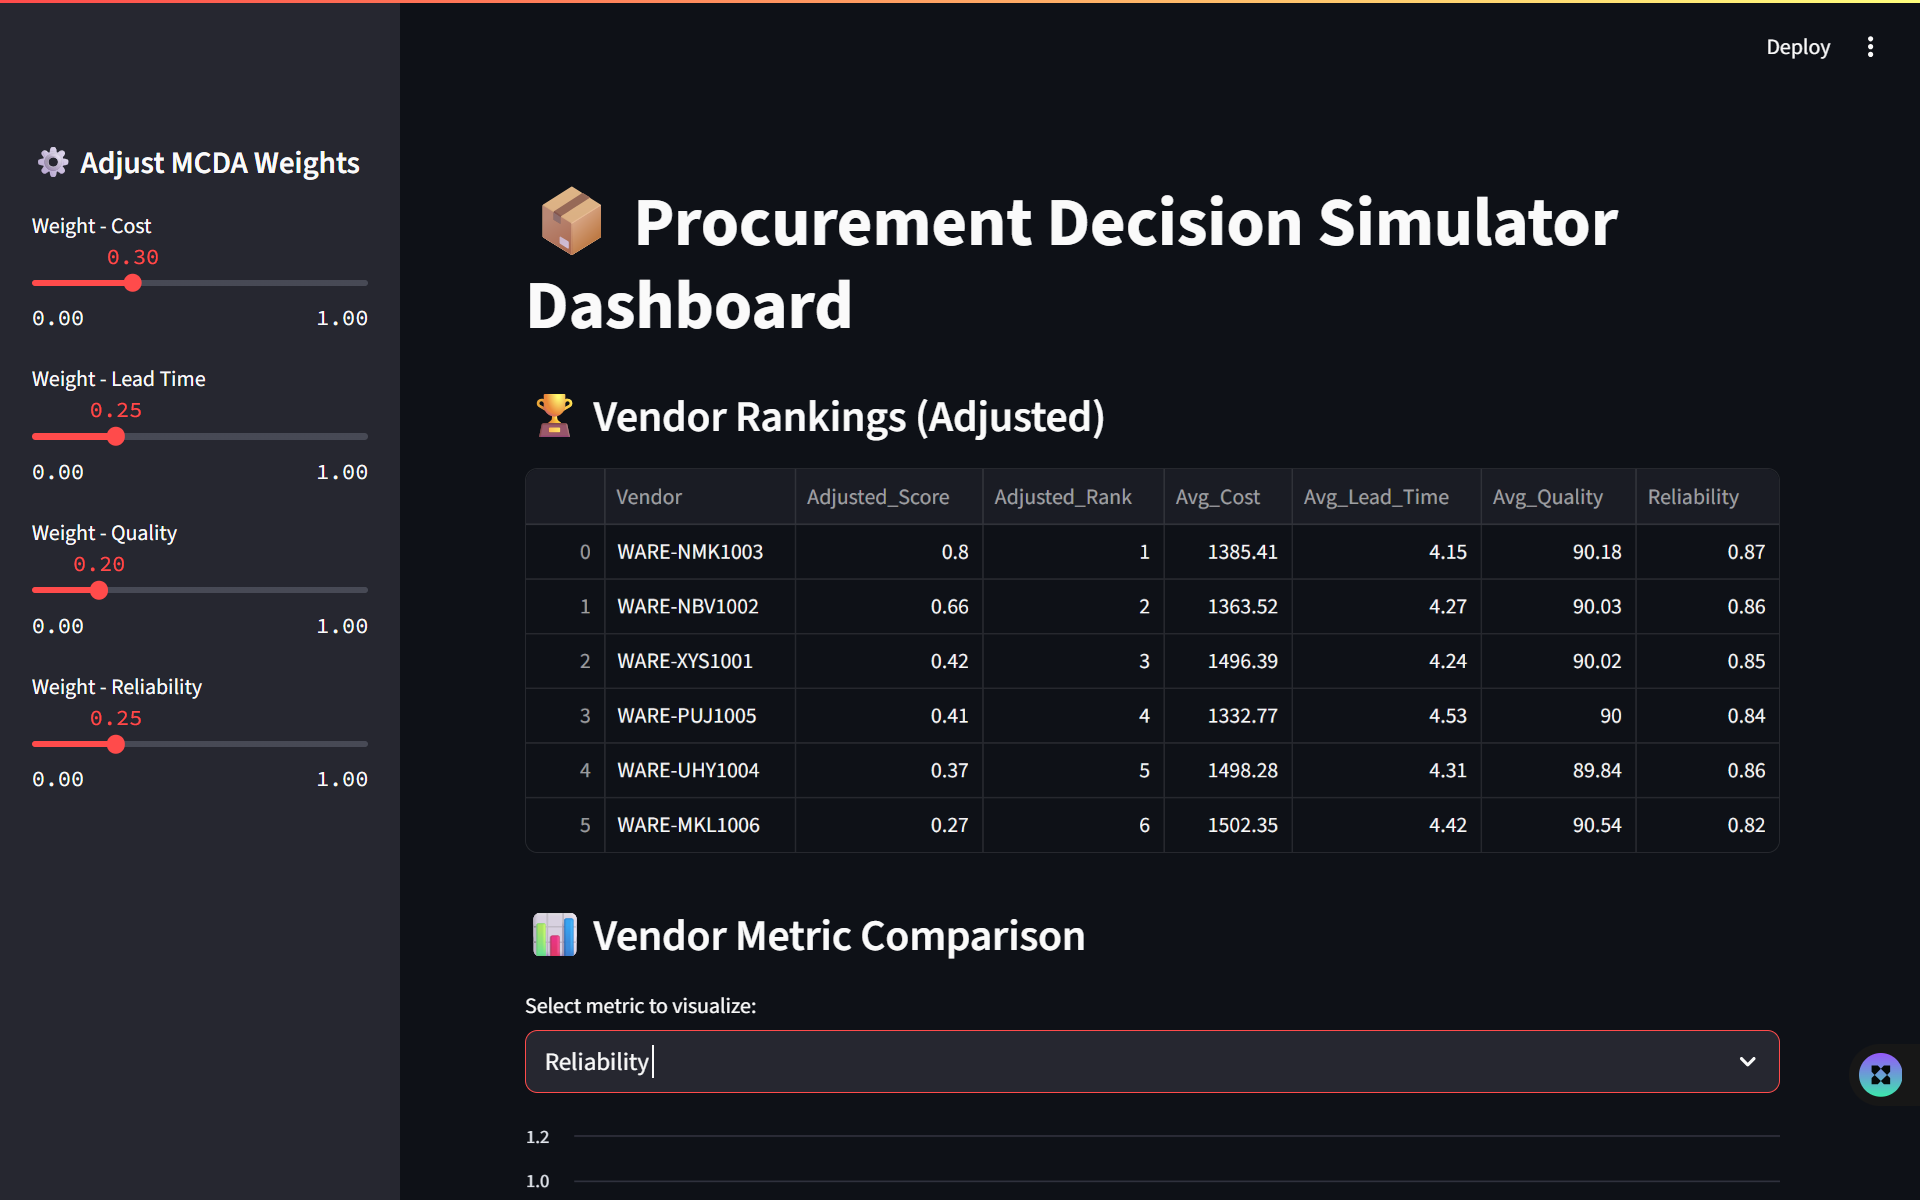 Deploy
Adjust MCDA Weights
Weight - Cost
0.30
0.00 1.00
Weight - Lead Time
0.25
0.00 1.00
Weight - Quality
0.20
0.00 1.00
Weight - Reliability
0.25
0.00 1.00
Procurement Decision Simulator
Dashboard
Vendor Rankings (Adjusted)
Vendor Adjusted_Score Adjusted_Rank Avg_Cost Avg_Lead_Time Avg_Quality Reliability
0 WARE-NMK1003 0.8 1 1385.41 4.15 90.18 0.87
1 WARE-NBV1002 0.66 2 1363.52 4.27 90.03 0.86
2 WARE-XYS1001 0.42 3 1496.39 4.24 90.02 0.85
3 WARE-PUJ1005 0.41 4 1332.77 4.53 90 0.84
4 WARE-UHY1004 0.37 5 1498.28 4.31 89.84 0.86
5 WARE-MKL1006 0.27 6 1502.35 4.42 90.54 0.82
Vendor Metric Comparison
Select metric to visualize:
Reliability
1.2
1.0